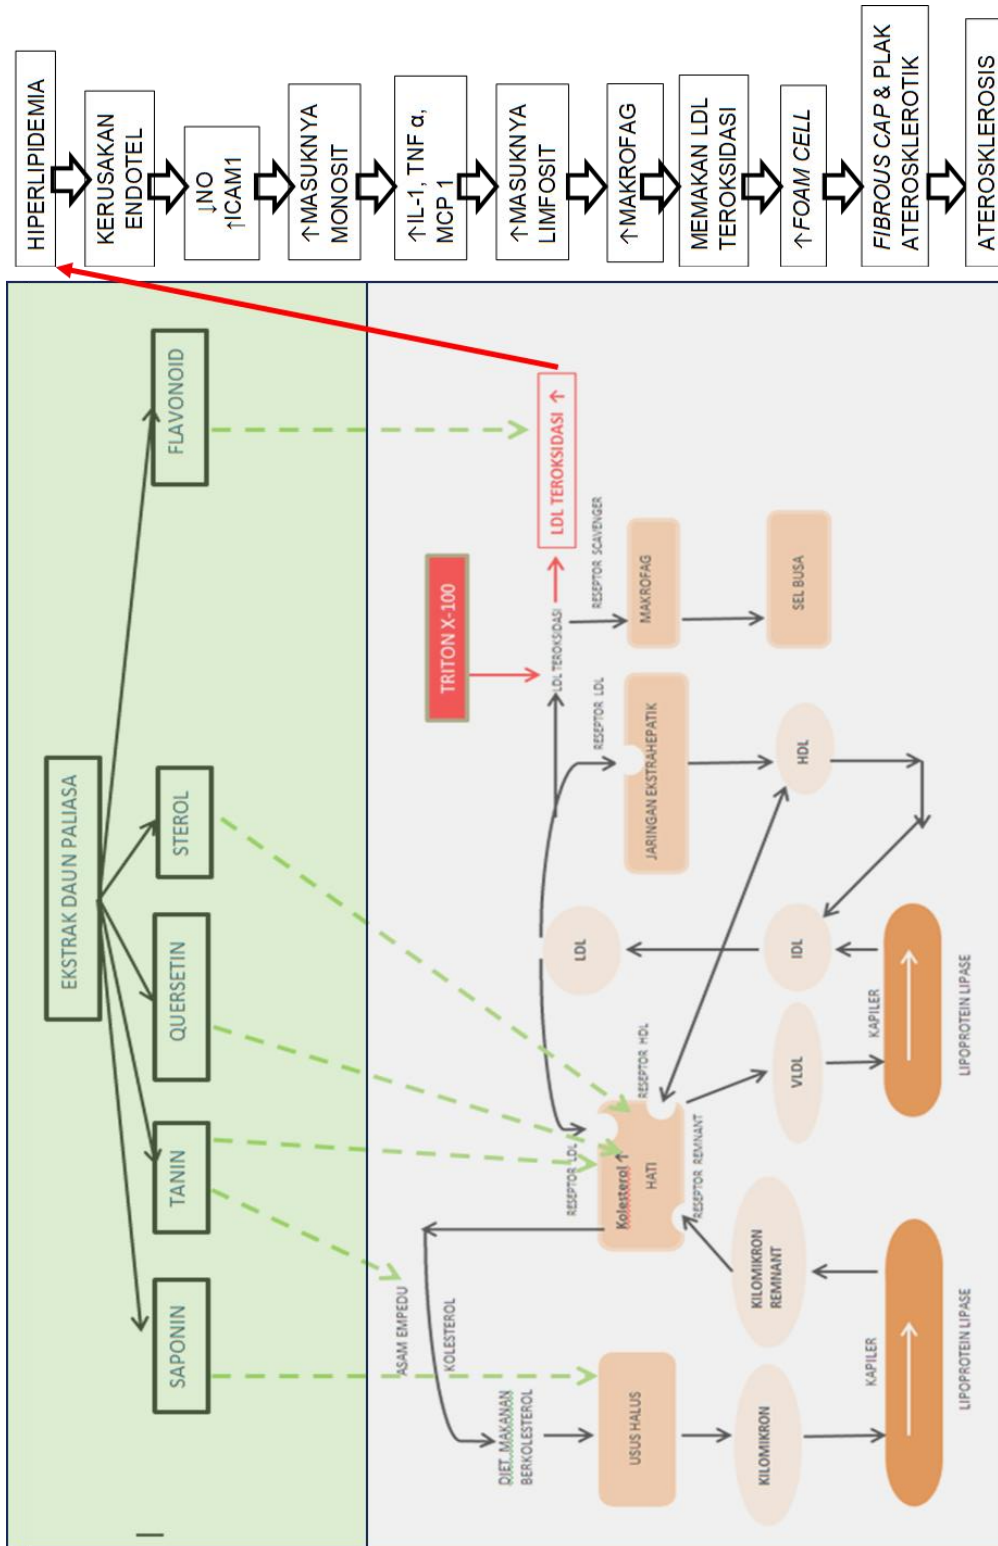 HIPERLIPIDEMIA
KERUSAKAN
ENDOTEL
↓NO
↑ICAM1
↑MASUKNYA
MONOSIT
↑IL-1, TNF α,
MCP 1
↑MASUKNYA
LIMFOSIT
↑MAKROFAG
MEMAKAN LDL
TEROKSIDASI
↑FOAM CELL
FIBROUS CAP & PLAK
ATEROSKLEROTIK
ATEROSKLEROSIS
EKSTRAK DAUN PALIASA
SAPONIN
TANIN
QUERSETIN
STEROL
FLAVONOID
TRITON X-100
ASAM EMPEDU
KOLESTEROL
DIET MAKANAN
BERKOLESTEROL
USUS HALUS
KILOMIKRON
KAPILER
LIPOPROTEIN LIPASE
KILOMIKRON
REMNANT
RESEPTOR REMNANT
RESEPTOR LDL
Kolesterol ↑
HATI
RESEPTOR HDL
VLDL
KAPILER
LIPOPROTEIN LIPASE
IDL
LDL
RESEPTOR LDL
JARINGAN EKSTRAHEPATIK
HDL
LDL TEROKSIDASI
LDL TEROKSIDASI ↑
RESEPTOR SCAVENGER
MAKROFAG
SEL BUSA